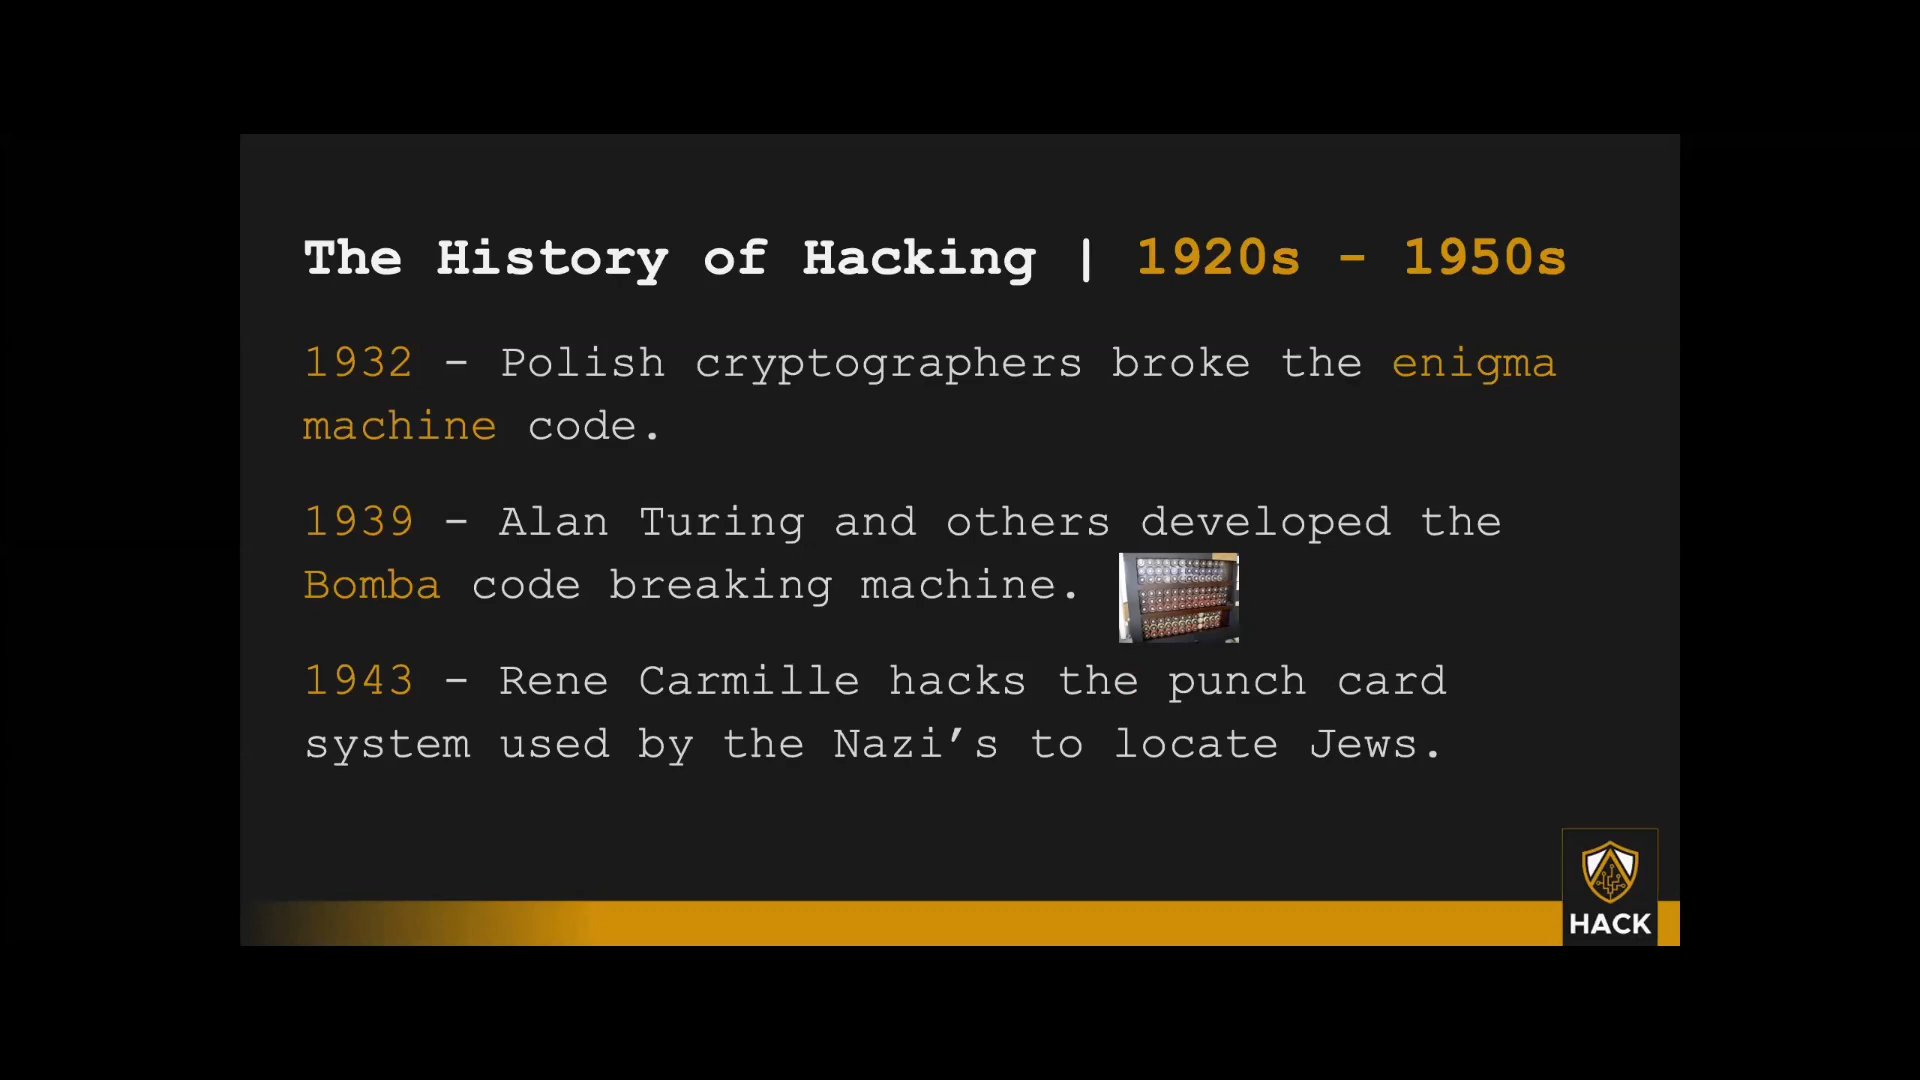 The History of Hacking | 1920s - 1950s
1932 - Polish cryptographers broke the enigma
machine code.
1939 - Alan Turing and others developed the
Bomba code breaking machine.
1943 - Rene Carmille hacks the punch card
system used by the Nazi’s to locate Jews.
HACK